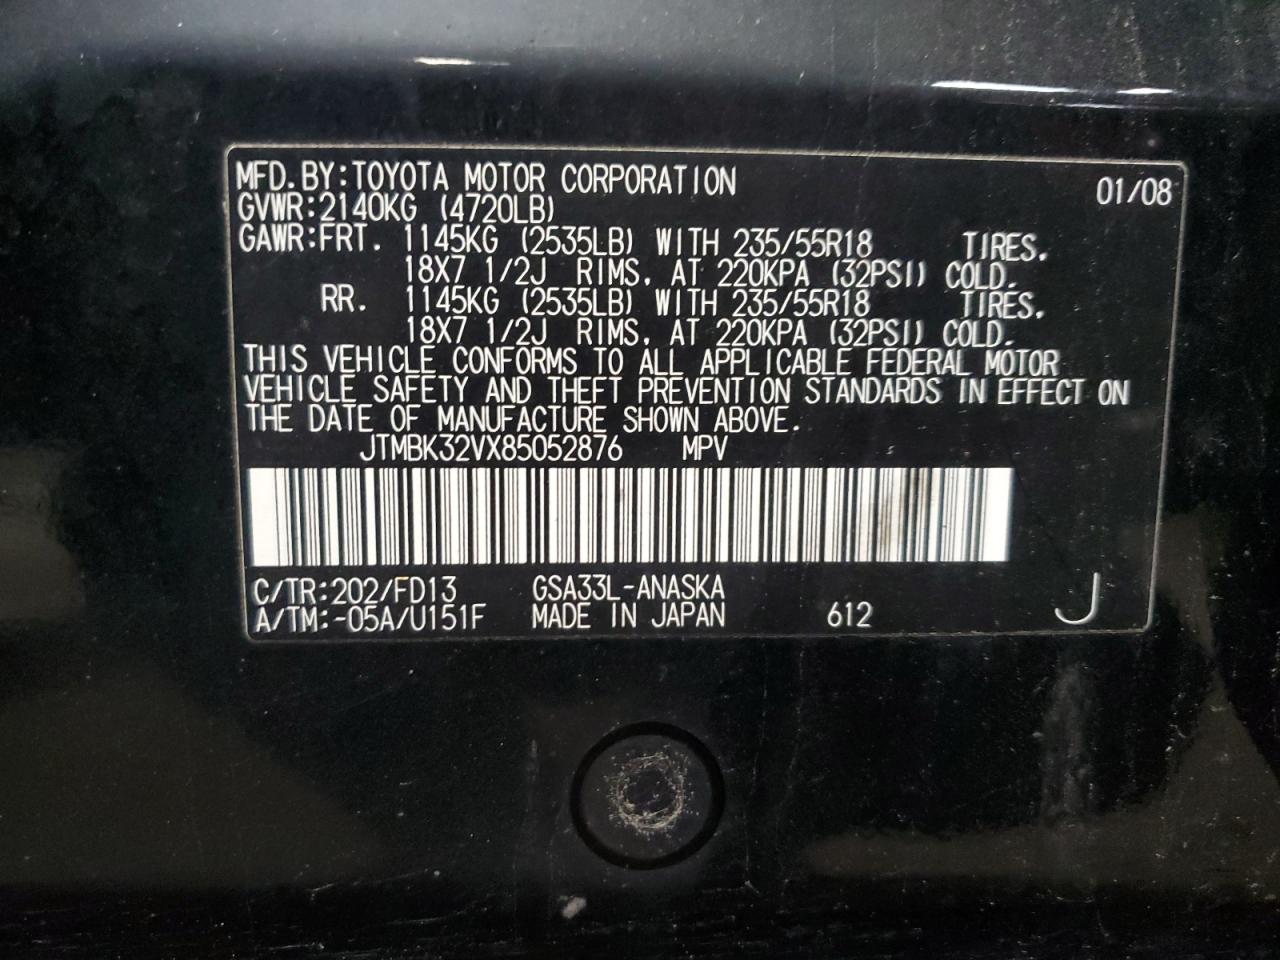 MFD.BY:TOYOTA MOTOR CORPORATION 01/08
GVWR:2140KG (4720LB)
GAWR:FRT. 1145KG (2535LB) WITH 235/55R18 TIRES,
18X7 1/2J RIMS, AT 220KPA (32PSI) COLD.
RR. 1145KG (2535LB) WITH 235/55R18 TIRES,
18X7 1/2J RIMS, AT 220KPA (32PSI) COLD.
THIS VEHICLE CONFORMS TO ALL APPLICABLE FEDERAL MOTOR
VEHICLE SAFETY AND THEFT PREVENTION STANDARDS IN EFFECT ON
THE DATE OF MANUFACTURE SHOWN ABOVE.
JTMBK32VX85052876 MPV
C/TR:202/FD13 GSA33L-ANASKA
A/TM:-05A/U151F MADE IN JAPAN 612 J